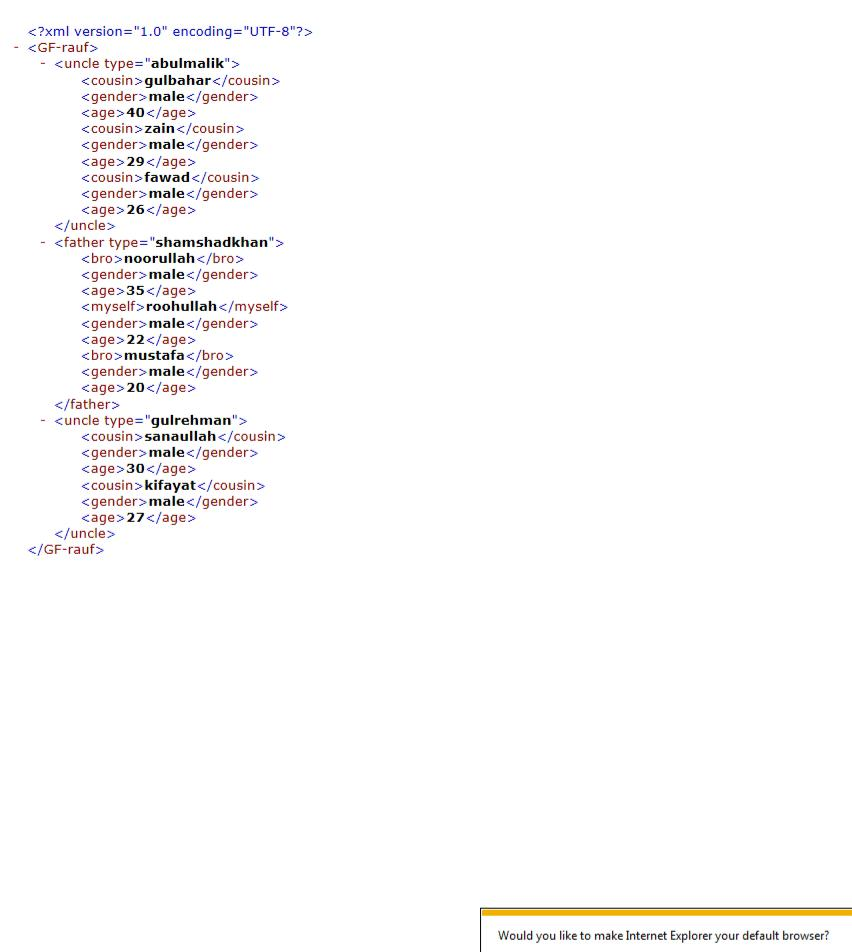 <?xml version="1.0" encoding="UTF-8"?>
- <GF-rauf>
- <uncle type="abulmalik">
<cousin>gulbahar</cousin>
<gender>male</gender>
<age>40</age>
<cousin>zain</cousin>
<gender>male</gender>
<age>29</age>
<cousin>fawad</cousin>
<gender>male</gender>
<age>26</age>
</uncle>
- <father type="shamshadkhan">
<bro>noorullah</bro>
<gender>male</gender>
<age>35</age>
<myself>roohullah</myself>
<gender>male</gender>
<age>22</age>
<bro>mustafa</bro>
<gender>male</gender>
<age>20</age>
</father>
- <uncle type="gulrehman">
<cousin>sanaullah</cousin>
<gender>male</gender>
<age>30</age>
<cousin>kifayat</cousin>
<gender>male</gender>
<age>27</age>
</uncle>
</GF-rauf>
Would you like to make Internet Explorer your default browser?